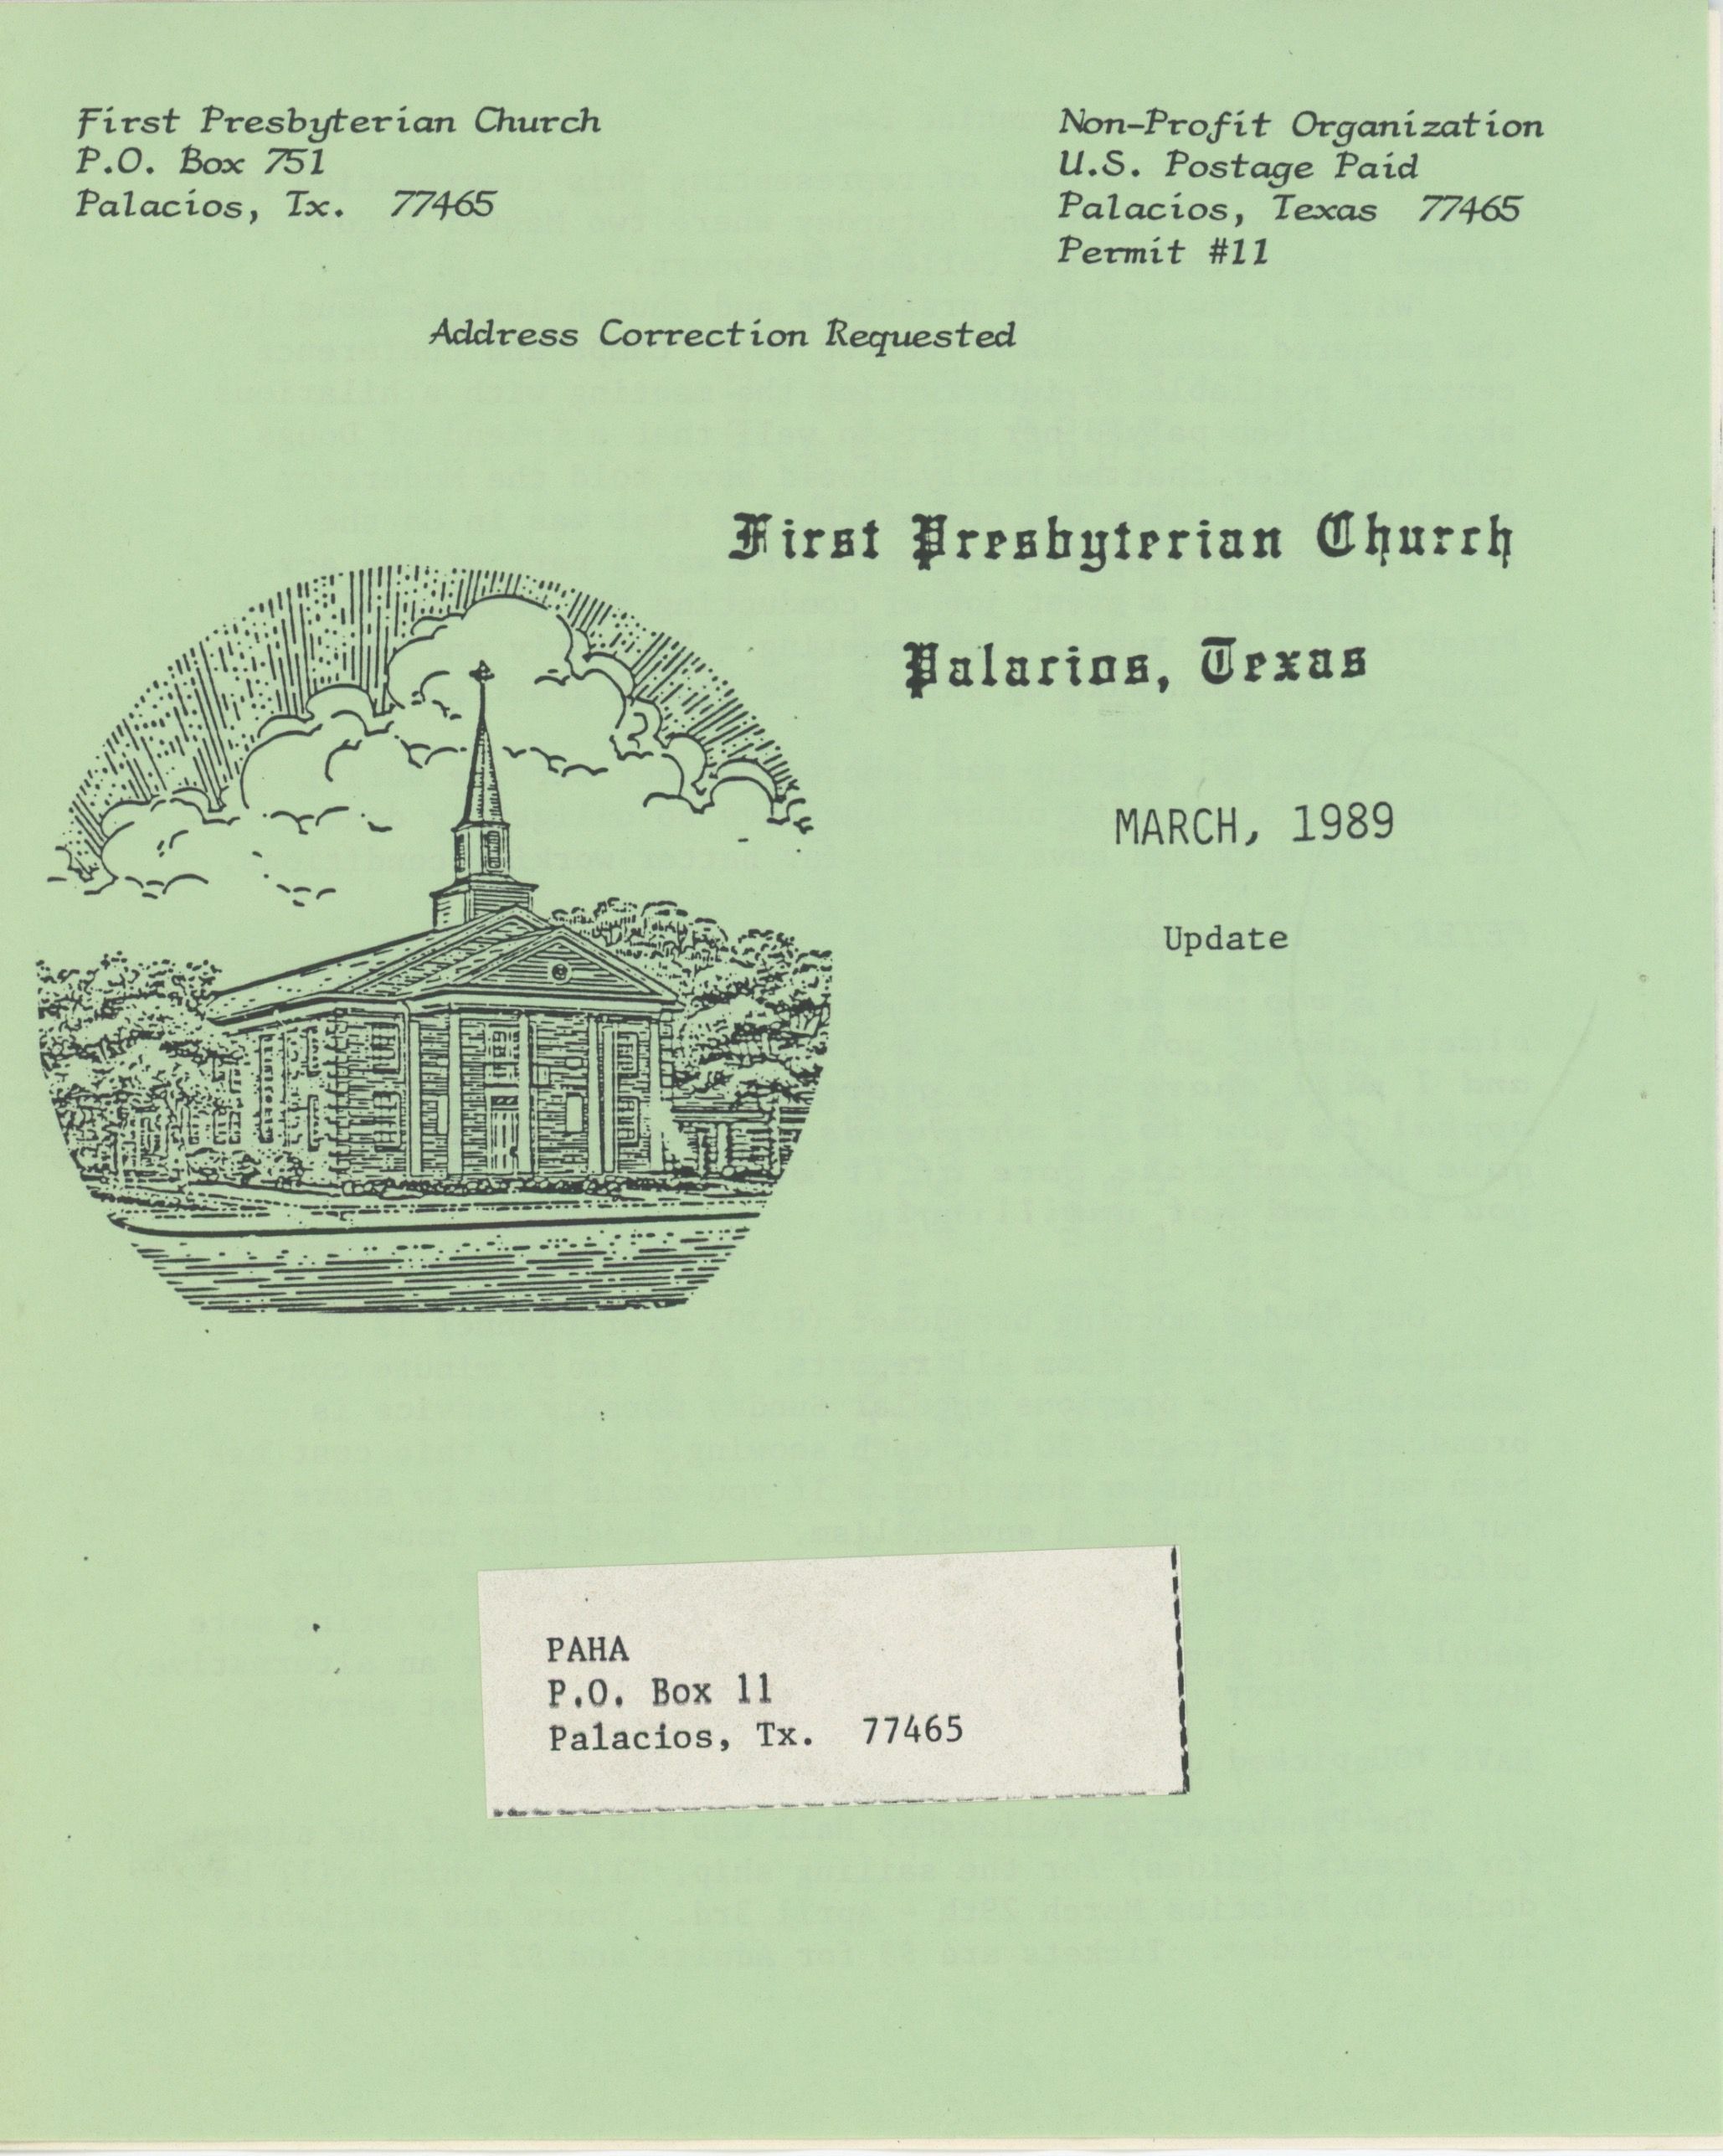 First Presbyterian Church
P.O. Box 751
Palacios, Tx. 77465
Non-Profit Organization
U.S. Postage Paid
Palacios, Texas 77465
Permit #11
Address Correction Requested
First Presbyterian Church
Palacios, Texas
MARCH, 1989
Update
PAHA
P.O. Box 11
Palacios, Tx. 77465